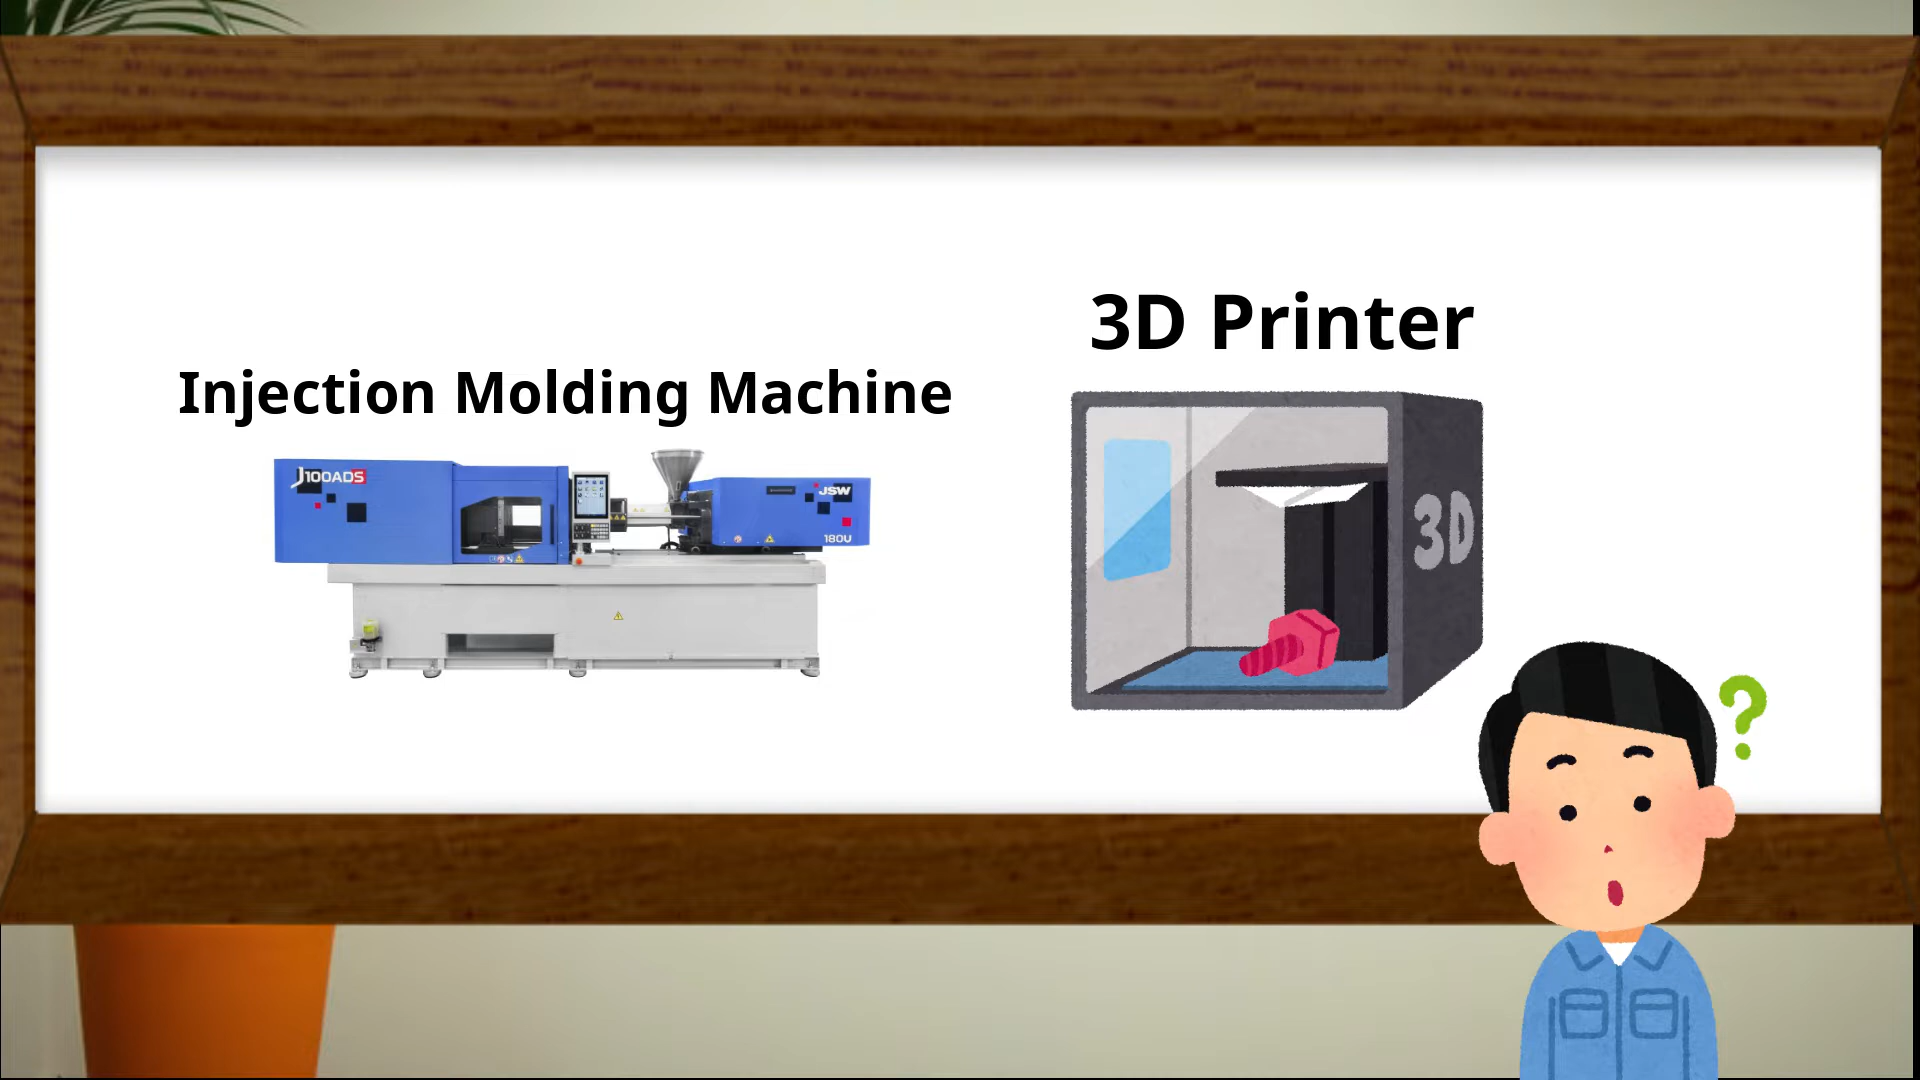 3D Printer
Injection Molding Machine
J100ADS
JSW
180U
3D
?